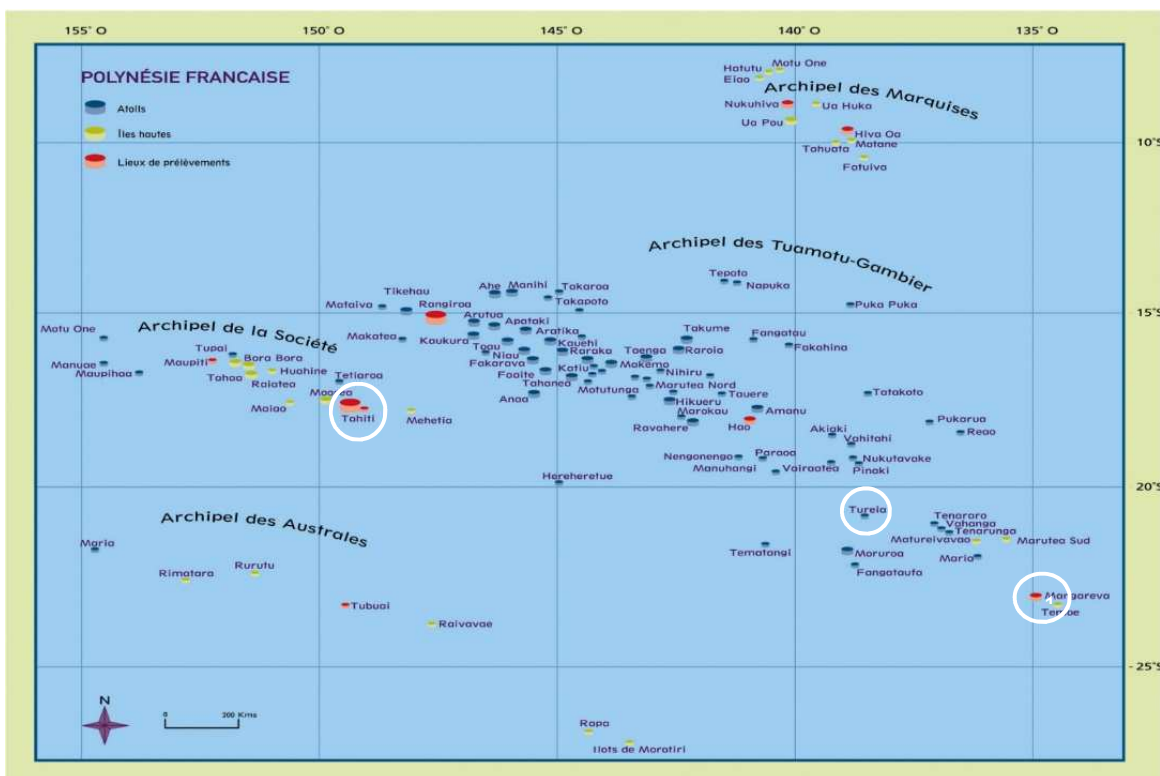 155° O
150° O
145° O
140° O
135° O
POLYNÉSIE FRANCAISE
Atolls
Îles hautes
Lieux de prélèvements
Hatutu
Motu One
Eiao
Archipel des Marquises
Nukuhiva
Ua Huka
Ua Pou
Hiva Oa
10°S
Tahuata
Matane
Fatuiva
Archipel des Tuamotu-Gambier
Tepoto
Napuka
Puka Puka
Tikehau
Ahe
Manihi
Takaroa
Mataiva
Rangiroa
Takapoto
15°S
Arutua
Apataki
Archipel de la Société
Motu One
Makatea
Kaukura
Aratika
Takume
Fangatau
Tupai
Toau
Kauehi
Fakahina
Maupiti
Bora Bora
Niau
Raraka
Taenga
Raroia
Manuae
Maupihaa
Huahine
Fakarava
Katiu
Makemo
Nihiru
Tahaa
Raiatea
Tetiaroa
Faaite
Tahanea
Marutea Nord
Moorea
Motutunga
Tauere
Tatakoto
Maiao
Anaa
Hikueru
Tahiti
Mehetia
Marokau
Amanu
Ravahere
Hao
Akiaki
Pukarua
Vahitahi
Reao
Nengonengo
Paraoa
Nukutavake
Manuhangi
Vairaatea
Pinaki
Hereheretue
20°S
Tureia
Archipel des Australes
Tenararo
Vahanga
Tenarunga
Matureivavao
Marutea Sud
Maria
Tematangi
Moruroa
Maria
Rimatara
Rurutu
Fangataufa
Tubuai
Mangareva
Raivavae
25°S
N
0
200 Kms
Rapa
Ilots de Morotiri